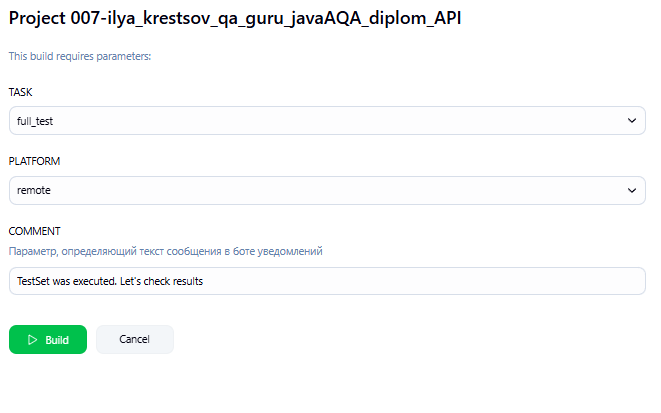 Project 007-ilya_krestsov_qa_guru_javaAQA_diplom_API
This build requires parameters:
TASK
full_test
PLATFORM
remote
COMMENT
Параметр, определяющий текст сообщения в боте уведомлений
TestSet was executed. Let's check results
Build
Cancel